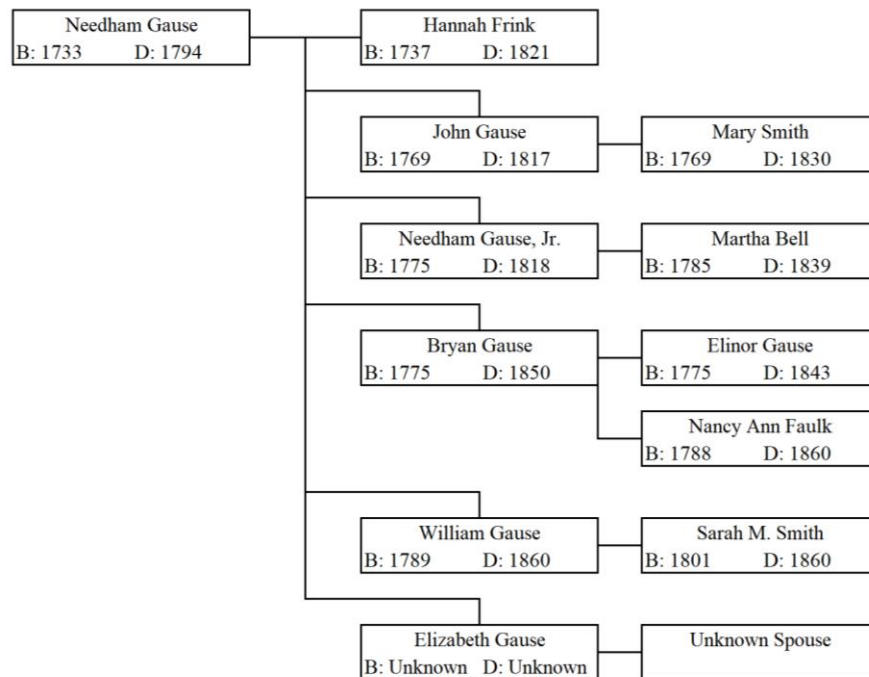 Needham Gause
B: 1733 D: 1794
Hannah Frink
B: 1737 D: 1821
John Gause
B: 1769 D: 1817
Mary Smith
B: 1769 D: 1830
Needham Gause, Jr.
B: 1775 D: 1818
Martha Bell
B: 1785 D: 1839
Bryan Gause
B: 1775 D: 1850
Elinor Gause
B: 1775 D: 1843
Nancy Ann Faulk
B: 1788 D: 1860
William Gause
B: 1789 D: 1860
Sarah M. Smith
B: 1801 D: 1860
Elizabeth Gause
B: Unknown D: Unknown
Unknown Spouse